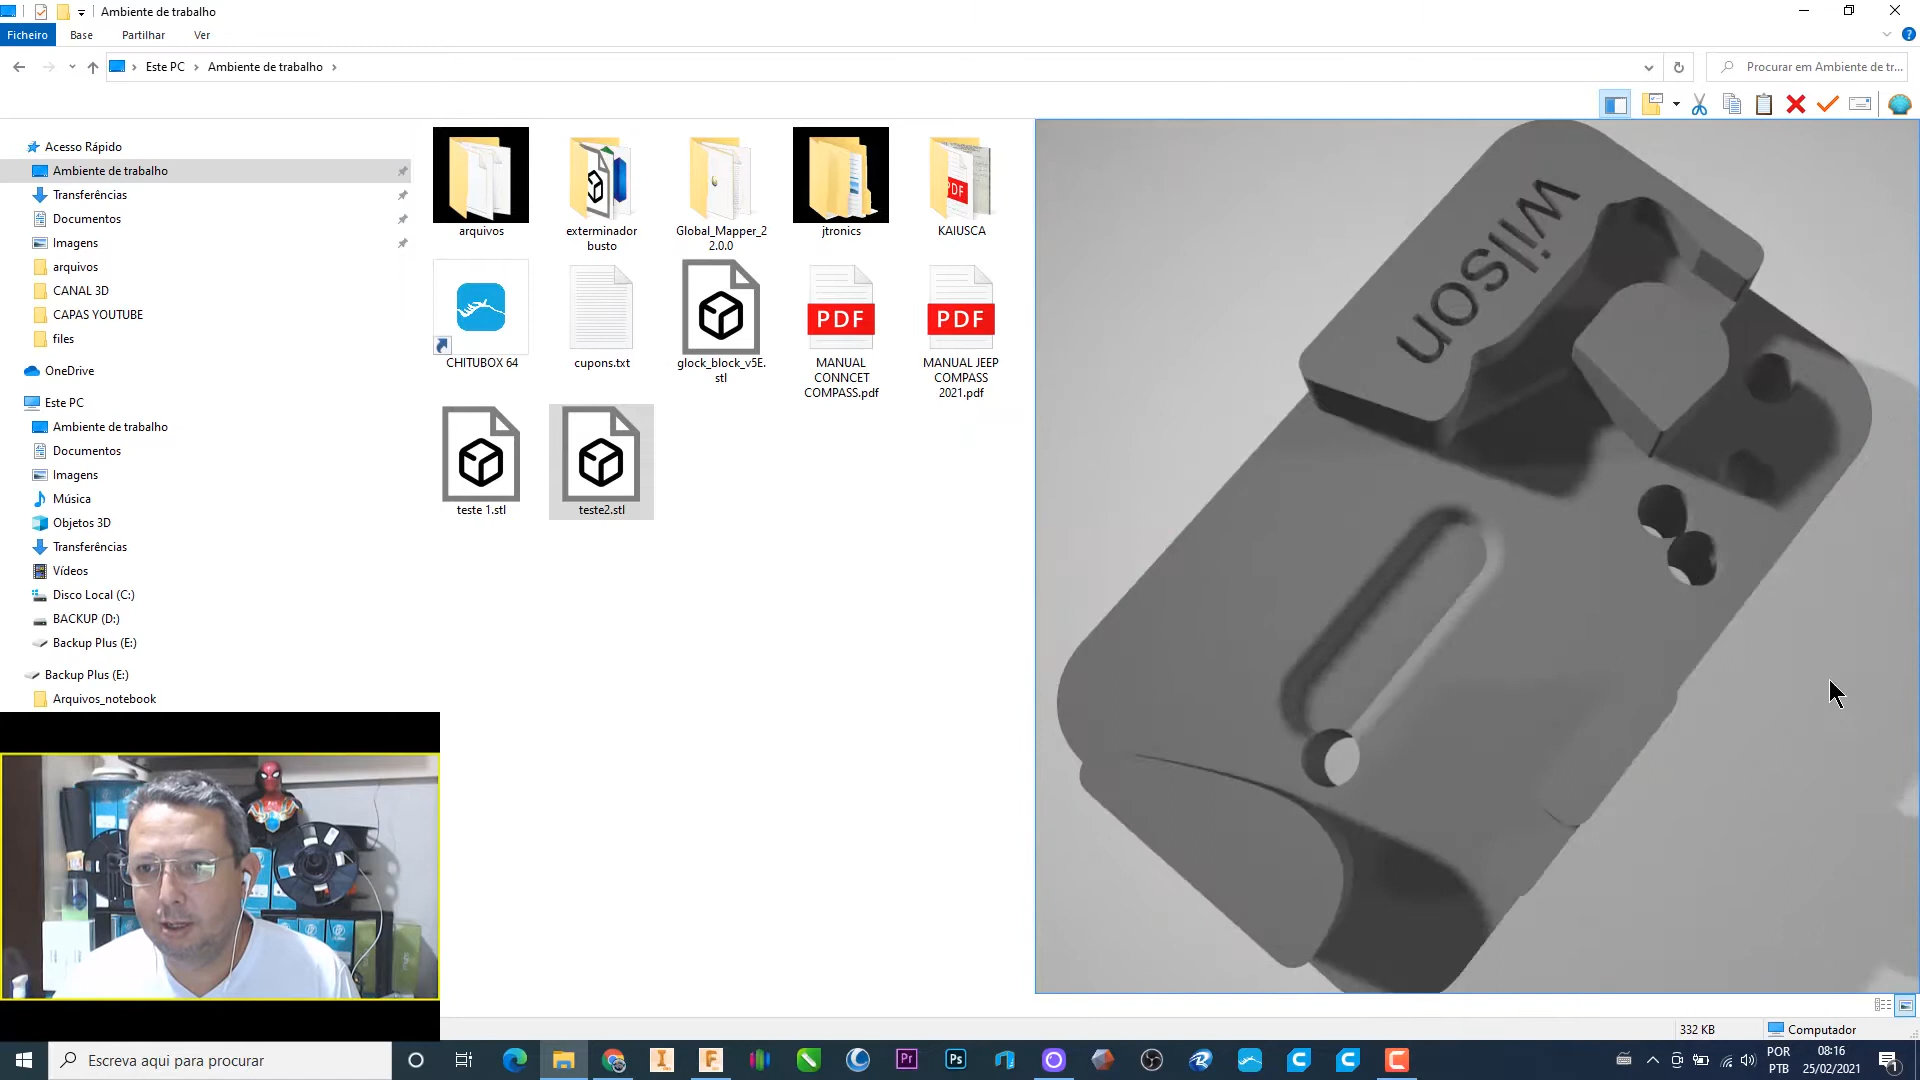 Ambiente de trabalho
Ficheiro
Base
Partilhar
Ver
Este PC
Ambiente de trabalho
Procurar em Ambiente de tr...
Acesso Rápido
Ambiente de trabalho
Transferências
Documentos
Imagens
arquivos
CANAL 3D
CAPAS YOUTUBE
files
OneDrive
Este PC
Ambiente de trabalho
Documentos
Imagens
Música
Objetos 3D
Transferências
Vídeos
Disco Local (C:)
BACKUP (D:)
Backup Plus (E:)
Backup Plus (E:)
Arquivos_notebook
arquivos
exterminador
busto
Global_Mapper_2
2.0.0
jtronics
PDF
KAIUSCA
CHITUBOX 64
cupons.txt
glock_block_v5E.
stl
PDF
MANUAL
CONNCET
COMPASS.pdf
PDF
MANUAL JEEP
COMPASS
2021.pdf
teste 1.stl
teste2.stl
wilson
332 KB
Computador
Escreva aqui para procurar
Pr
Ps
POR
PTB
08:16
25/02/2021
1